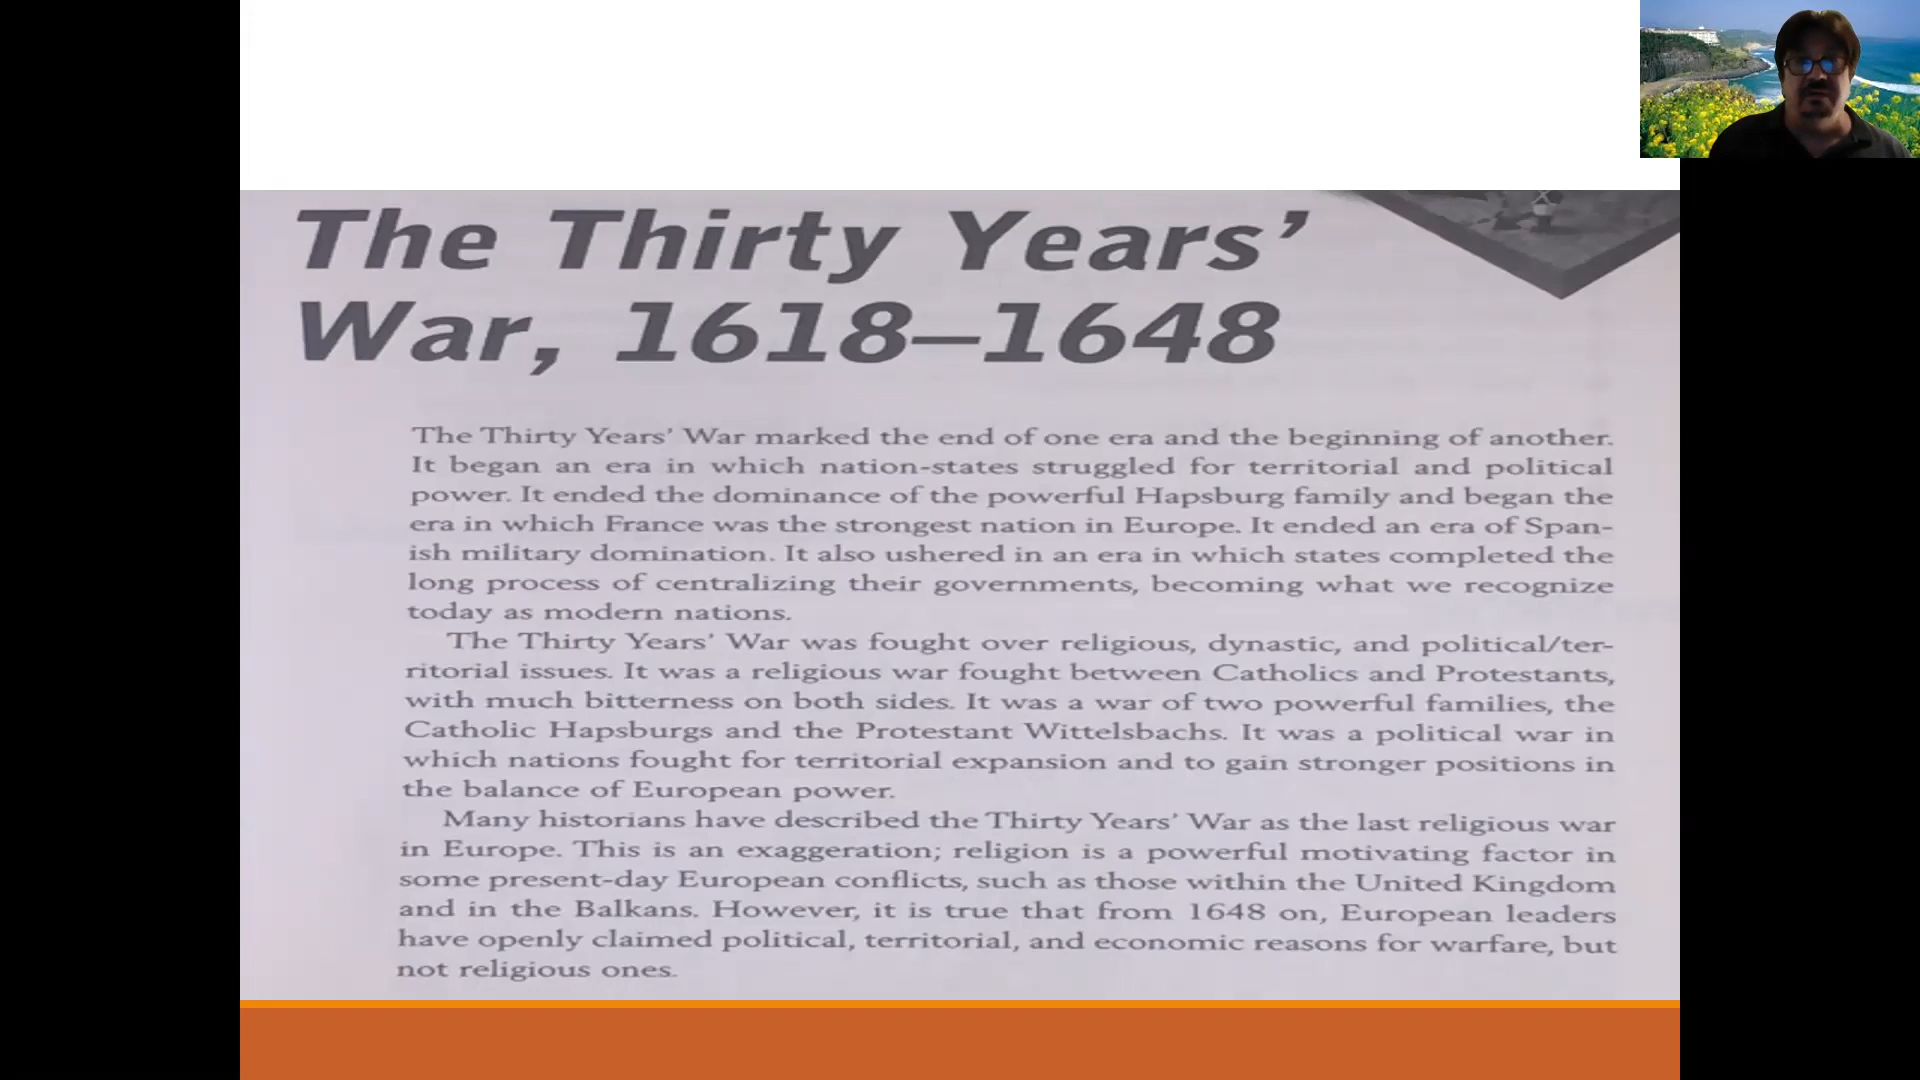 The Thirty Years’
War, 1618–1648
The Thirty Years’ War marked the end of one era and the beginning of another.
It began an era in which nation-states struggled for territorial and political
power. It ended the dominance of the powerful Hapsburg family and began the
era in which France was the strongest nation in Europe. It ended an era of Span-
ish military domination. It also ushered in an era in which states completed the
long process of centralizing their governments, becoming what we recognize
today as modern nations.
The Thirty Years’ War was fought over religious, dynastic, and political/ter-
ritorial issues. It was a religious war fought between Catholics and Protestants,
with much bitterness on both sides. It was a war of two powerful families, the
Catholic Hapsburgs and the Protestant Wittelsbachs. It was a political war in
which nations fought for territorial expansion and to gain stronger positions in
the balance of European power.
Many historians have described the Thirty Years’ War as the last religious war
in Europe. This is an exaggeration; religion is a powerful motivating factor in
some present-day European conflicts, such as those within the United Kingdom
and in the Balkans. However, it is true that from 1648 on, European leaders
have openly claimed political, territorial, and economic reasons for warfare, but
not religious ones.